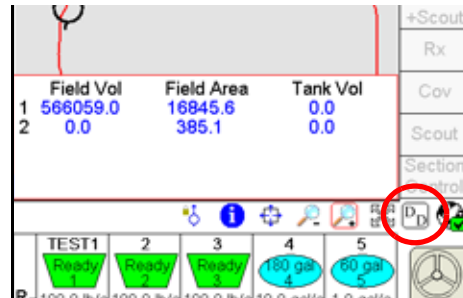 +Scout
Rx
Field Vol Field Area Tank Vol
1 566059.0 16845.6 0.0
2 0.0 385.1 0.0
Cov
Scout
Section
Control
D D
TEST1 2 3 4 5
Ready 1 Ready 2 Ready 3 180 gal 4 60 gal 5